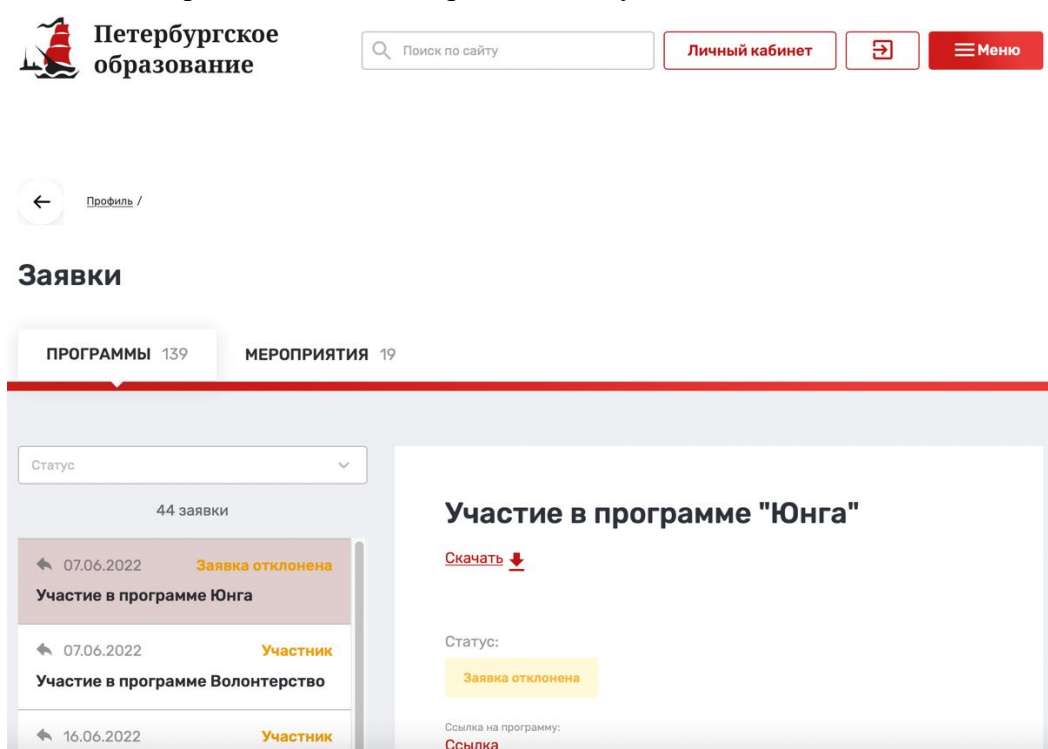 Петербургское
образование
Поиск по сайту
Личный кабинет
Меню
Профиль /
Заявки
ПРОГРАММЫ 139
МЕРОПРИЯТИЯ 19
Статус
44 заявки
07.06.2022 Заявка отклонена
Участие в программе Юнга
07.06.2022 Участник
Участие в программе Волонтерство
16.06.2022 Участник
Участие в программе "Юнга"
Скачать
Статус:
Заявка отклонена
Ссылка на программу:
Ссылка